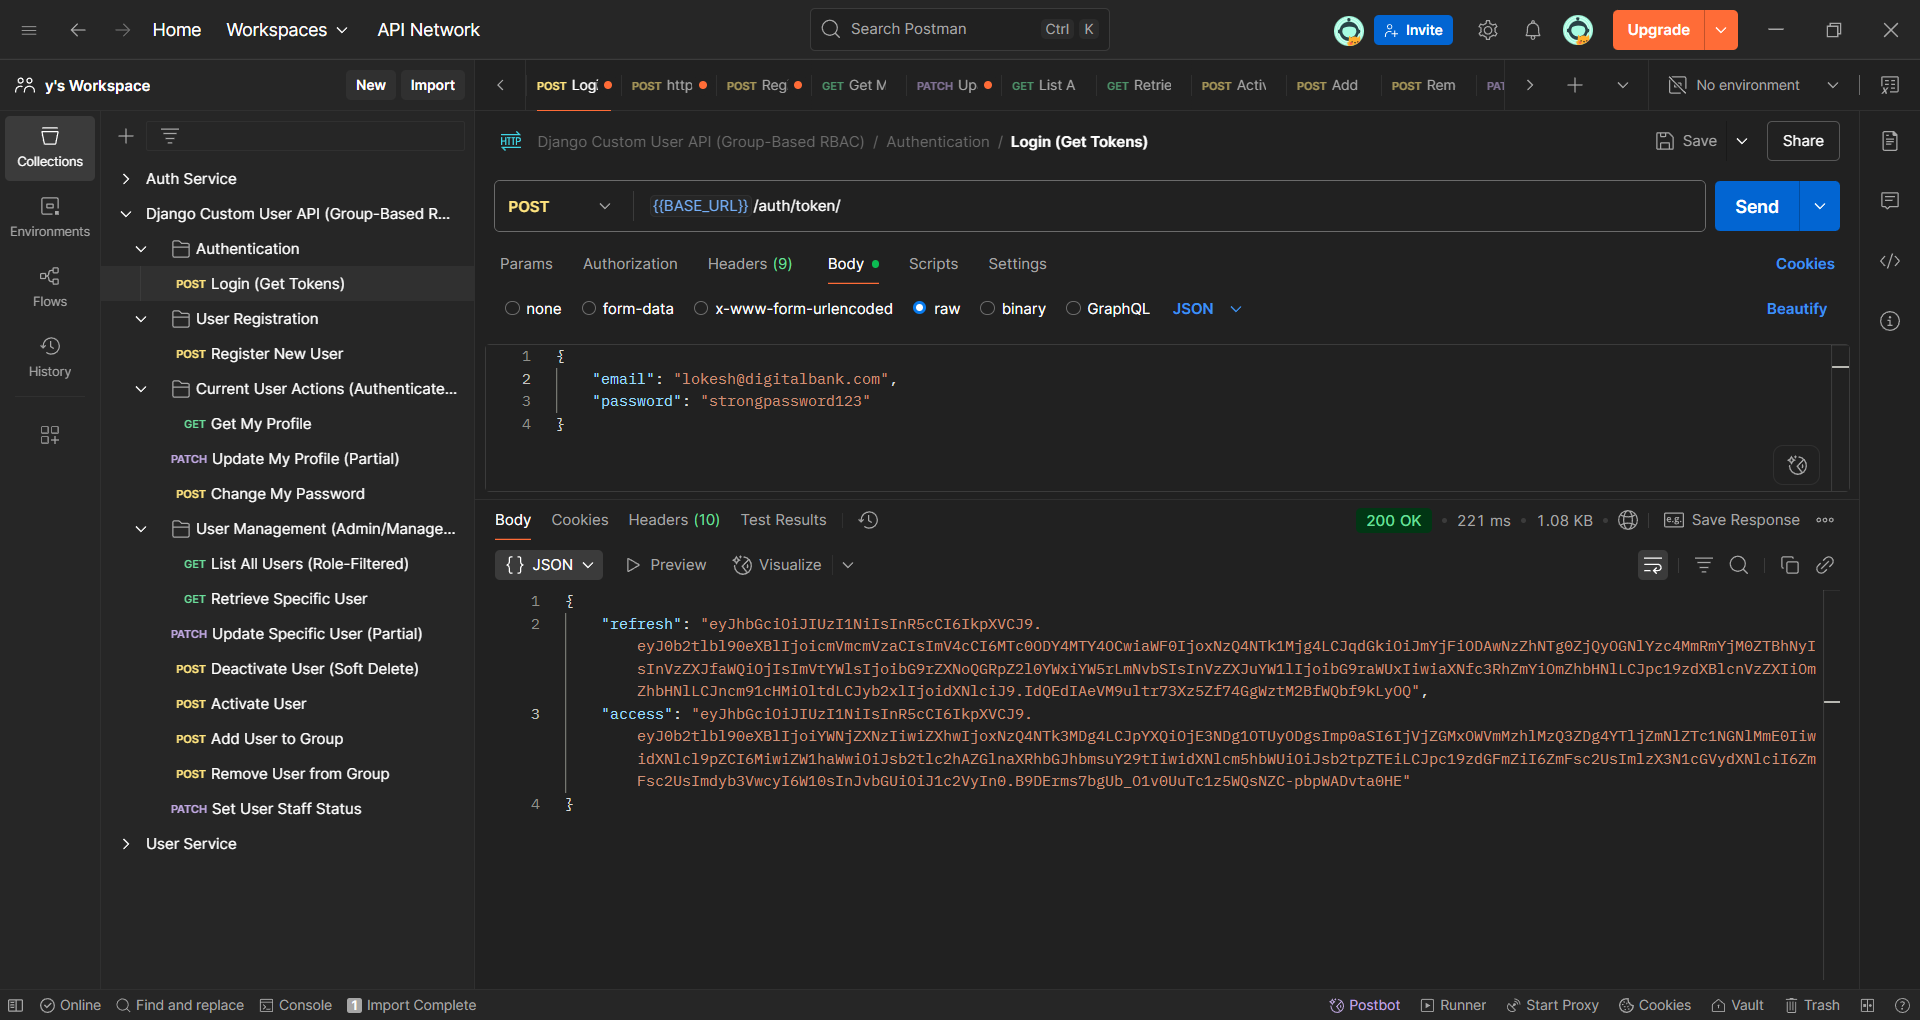 Home
Workspaces
API Network
Search Postman
Ctrl K
Invite
Upgrade
y's Workspace
New
Import
POST Logi
POST http
POST Reg
GET Get M
PATCH Up
GET List A
GET Retrie
POST Activ
POST Add
POST Rem
PAT
No environment
Collections
Environments
Flows
History
Auth Service
Django Custom User API (Group-Based R...
Authentication
POST Login (Get Tokens)
User Registration
POST Register New User
Current User Actions (Authenticate...
GET Get My Profile
PATCH Update My Profile (Partial)
POST Change My Password
User Management (Admin/Manage...
GET List All Users (Role-Filtered)
GET Retrieve Specific User
PATCH Update Specific User (Partial)
POST Deactivate User (Soft Delete)
POST Activate User
POST Add User to Group
POST Remove User from Group
PATCH Set User Staff Status
User Service
HTTP Django Custom User API (Group-Based RBAC) / Authentication / Login (Get Tokens)
Save
Share
POST
{{BASE_URL}} /auth/token/
Send
Params Authorization Headers (9) Body Scripts Settings
Cookies
none form-data x-www-form-urlencoded raw binary GraphQL JSON
Beautify
1 {
2 "email": "lokesh@digitalbank.com",
3 "password": "strongpassword123"
4 }
Body Cookies Headers (10) Test Results
200 OK • 221 ms • 1.08 KB
e.g. Save Response
{} JSON
Preview
Visualize
1 {
2 "refresh": "eyJhbGciOiJIUzI1NiIsInR5cCI6IkpXVCJ9.
eyJ0b2tlbl90eXBlIjoicmVmcmVzaCIsImV4cCI6MTc0ODY4MTY4OCwiaWF0IjoxNzQ4NTk1Mjg4LCJqdGkiOiJmYjFiODAwNzZhNTg0ZjQyOGNlYzc4MmRmYjM0ZTBhNyI
sInVzZXJfaWQiOjIsImVtYWlsIjoibG9rZXNoQGRpZ2l0YWxiYW5rLmNvbSIsInVzZXJuYW1lIjoibG9raWUxIiwiaXNfc3RhZmYiOmZhbHNlLCJpc19zdXBlcnVzZXIiOm
ZhbHNlLCJncm91cHMiOltdLCJyb2xlIjoidXNlciJ9.IdQEdIAeVM9ultr73Xz5Zf74GgWztM2BfWQbf9kLyOQ",
3 "access": "eyJhbGciOiJIUzI1NiIsInR5cCI6IkpXVCJ9.
eyJ0b2tlbl90eXBlIjoiYWNjZXNzIiwiZXhwIjoxNzQ4NTk3MDg4LCJpYXQiOjE3NDg1OTUyODgsImp0aSI6IjVjZGMxOWVmMzhlMzQ3ZDg4YTljZmNlZTc1NGNlMmE0Iiw
idXNlcl9pZCI6MiwiZW1haWwiOiJsb2tlc2hAZGlnaXRhbGJhbmsuY29tIiwidXNlcm5hbWUiOiJsb2tpZTEiLCJpc19zdGFmZiI6ZmFsc2UsImlzX3N1cGVydXNlciI6Zm
Fsc2UsImdyb3VwcyI6W10sInJvbGUiOiJ1c2VyIn0.B9DErms7bgUb_O1v0UuTc1z5WQsNZC-pbpWADvta0HE"
4 }
Online
Find and replace
Console
1 Import Complete
Postbot
Runner
Start Proxy
Cookies
Vault
Trash